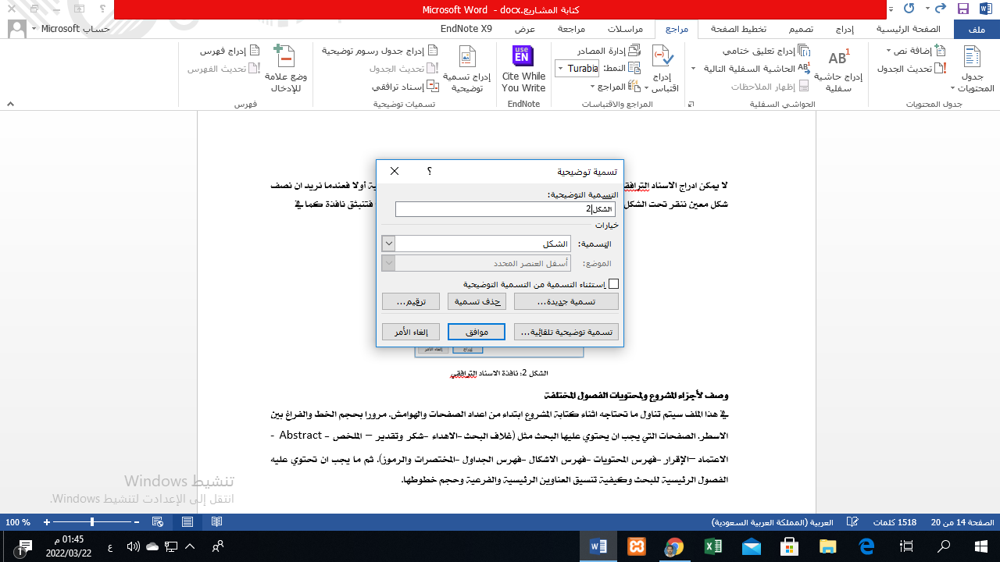 كتابة المشاريع.docx - Microsoft Word
ملف
الصفحة الرئيسية
إدراج
تصميم
تخطيط الصفحة
مراسلات
مراجع
مراجعة
عرض
EndNote X9
حساب Microsoft
جدول المحتويات
إضافة نص
تحديث الجدول
جدول المحتويات
إدراج حاشية سفلية
AB1
إدراج تعليق ختامي
الحاشية السفلية التالية
إظهار الملاحظات
الحواشي السفلية
إدراج اقتباس
إدارة المصادر
النمط: Turabia
المراجع
المراجع والاقتباسات
use EN
Cite While You Write
EndNote
إدراج تسمية توضيحية
إدراج جدول رسوم توضيحية
تحديث الجدول
إسناد ترافقي
تسميات توضيحية
وضع علامة للإدخال
إدراج فهرس
تحديث الفهرس
فهرس
لا يمكن ادراج الاسناد الترافقي
ية أولا فعندما نريد ان نصف
شكل معين ننقر تحت الشكل
فتنبثق نافذة كما في
تسمية توضيحية
؟
التسمية التوضيحية:
الشكل 2
خيارات
التسمية: الشكل
الموضع: أسفل العنصر المحدد
إستثناء التسمية من التسمية التوضيحية
تسمية جديدة...
حذف تسمية
ترقيم...
تسمية توضيحية تلقائية...
موافق
إلغاء الأمر
إدراج
إلغاء الأمر
الشكل 2: نافذة الاسناد الترافقي
وصف لأجزاء المشروع ولمحتويات الفصول المختلفة
في هذا الملف سيتم تناول ما تحتاجه اثناء كتابة المشروع ابتداء من اعداد الصفحات والهوامش. مرورا بحجم الخط والفراغ بين
الاسطر. الصفحات التي يجب ان يحتوي عليها البحث مثل (غلاف البحث –الاهداء –شكر وتقدير – الملخص – Abstract -
الاعتماد –الإقرار –فهرس المحتويات –فهرس الاشكال –فهرس الجداول –المختصرات والرموز). ثم ما يجب ان تحتوي عليه
الفصول الرئيسية للبحث وكيفية تنسيق العناوين الرئيسية والفرعية وحجم خطوطها.
تنشيط Windows
انتقل إلى الإعدادت لتنشيط Windows.
الصفحة 14 من 20
1518 كلمات
العربية (المملكة العربية السعودية)
100 %
01:45 م
2022/03/22
ع
1